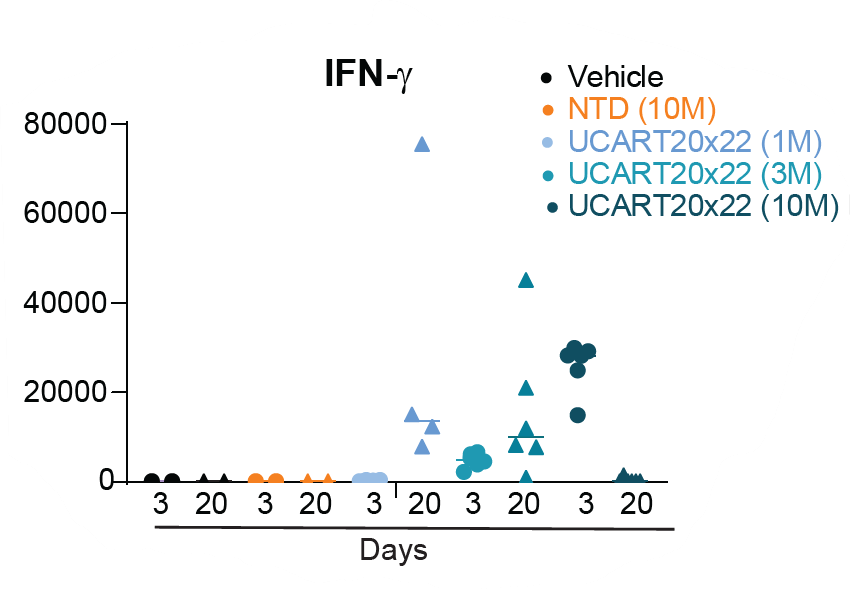 IFN-γ
Vehicle
NTD (10M)
UCART20x22 (1M)
UCART20x22 (3M)
UCART20x22 (10M)
80000
60000
40000
20000
0
3 20 3 20 3 20 3 20 3 20
Days